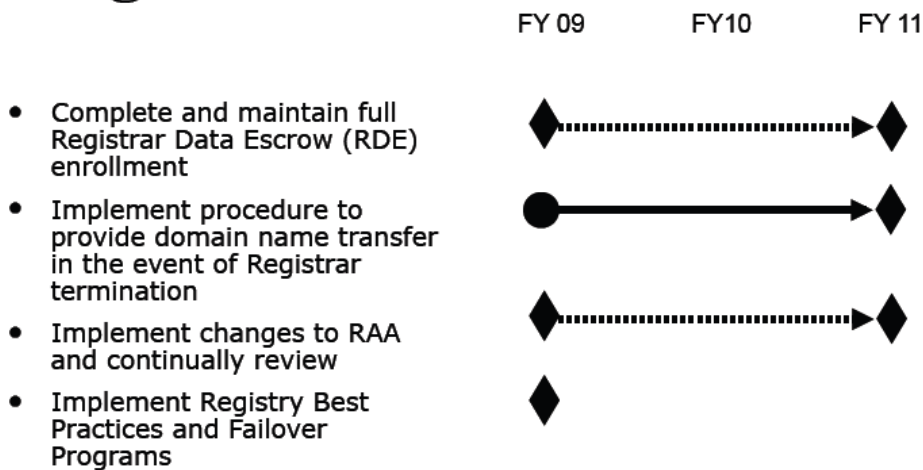 FY 09 FY10 FY 11
• Complete and maintain full
Registrar Data Escrow (RDE)
enrollment
• Implement procedure to
provide domain name transfer
in the event of Registrar
termination
• Implement changes to RAA
and continually review
• Implement Registry Best
Practices and Failover
Programs